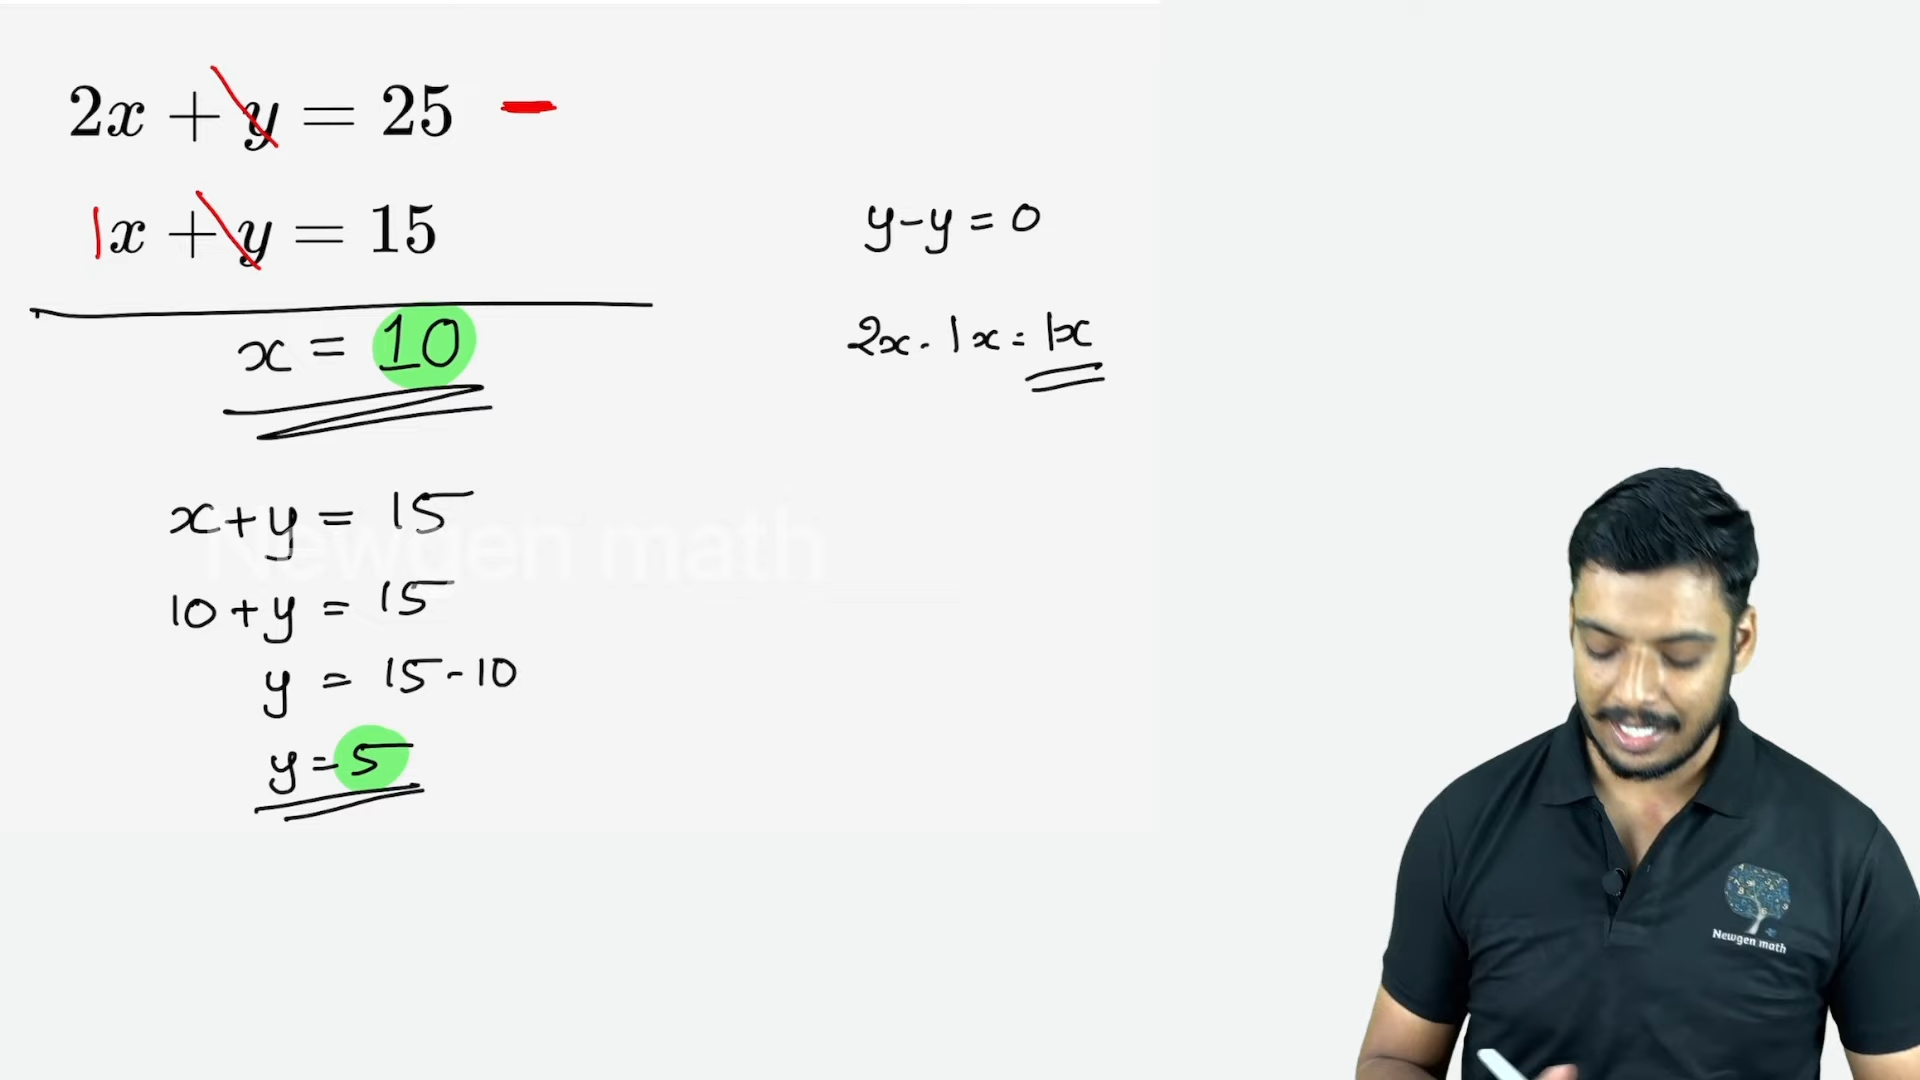 2x + y = 25 −
1x + y = 15
x = 10
x + y = 15
10 + y = 15
y = 15 - 10
y = 5
y - y = 0
2x - 1x = 1x
Newgen math
Newgen math